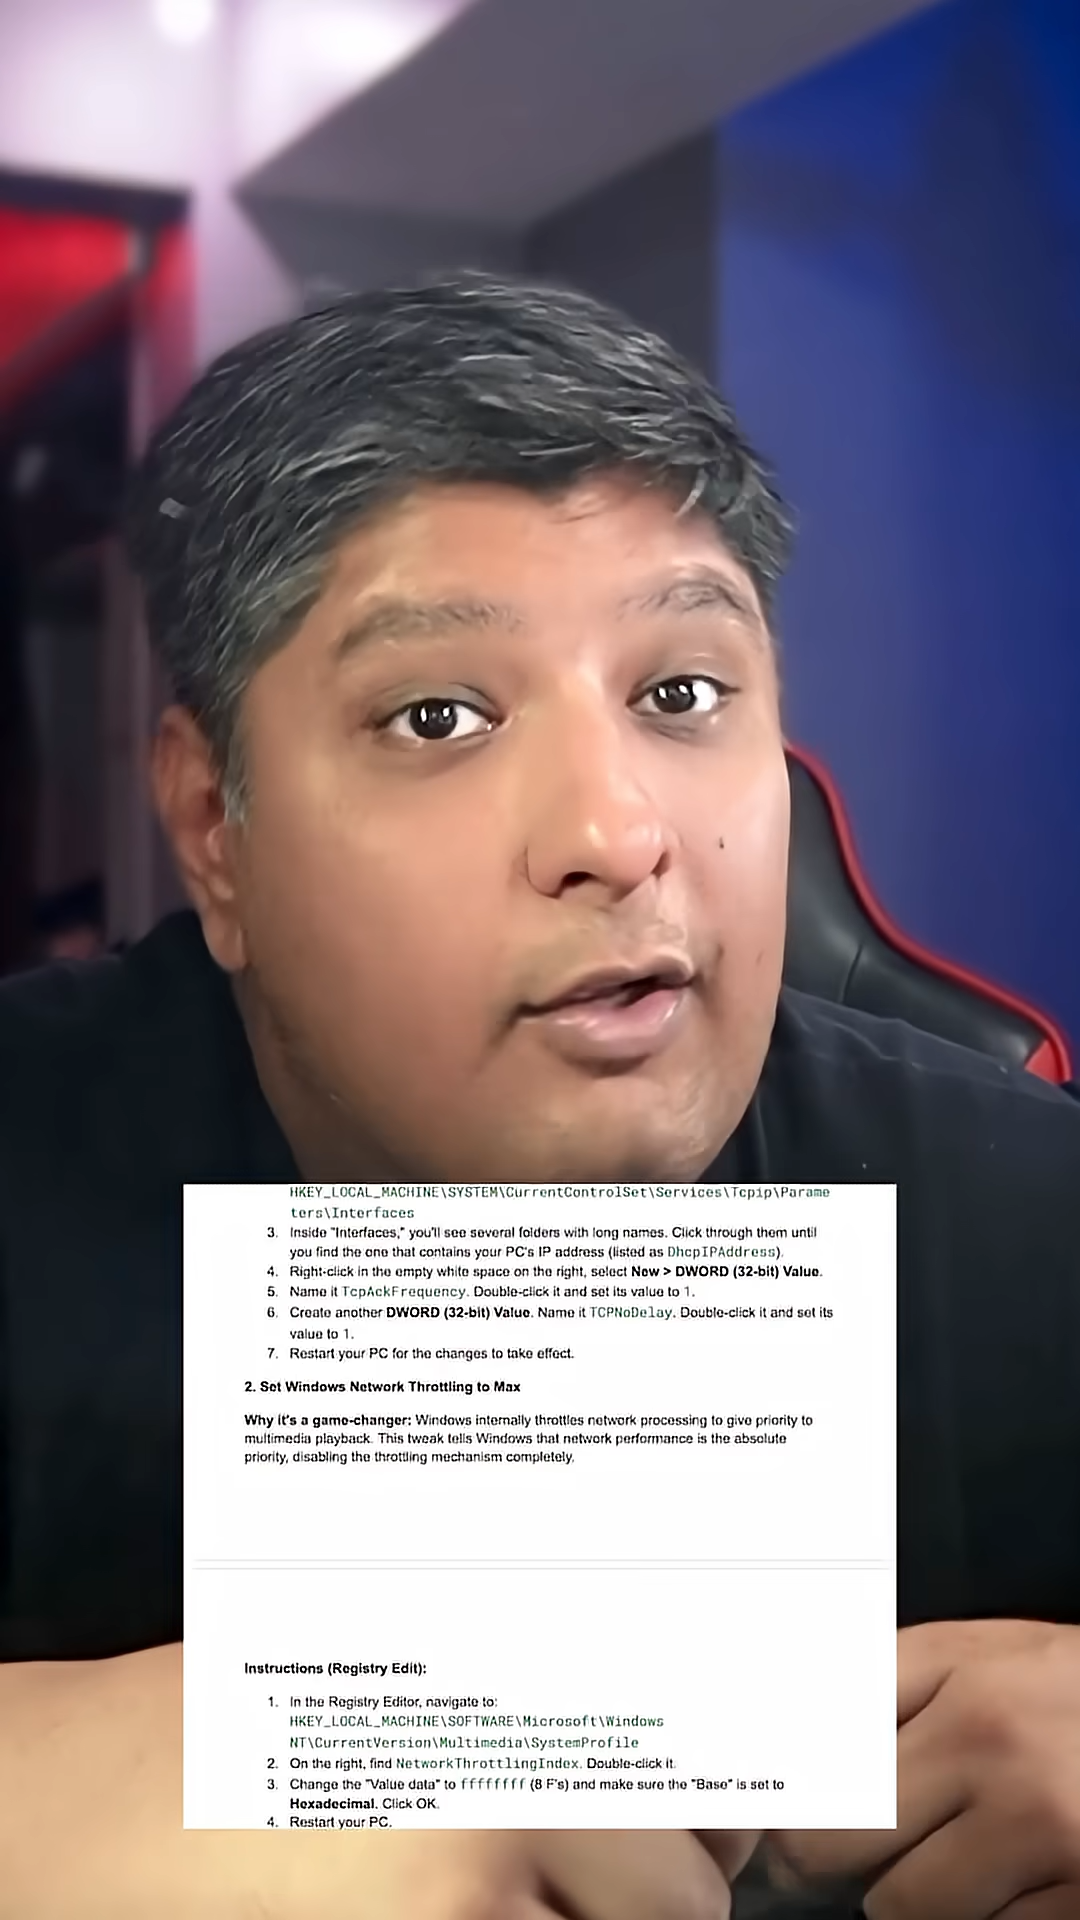 HKEY_LOCAL_MACHINE\SYSTEM\CurrentControlSet\Services\Tcpip\Parame
ters\Interfaces
3. Inside "Interfaces," you'll see several folders with long names. Click through them until
you find the one that contains your PC's IP address (listed as DhcpIPAddress).
4. Right-click in the empty white space on the right, select New > DWORD (32-bit) Value.
5. Name it TcpAckFrequency. Double-click it and set its value to 1.
6. Create another DWORD (32-bit) Value. Name it TCPNoDelay. Double-click it and set its
value to 1.
7. Restart your PC for the changes to take effect.
2. Set Windows Network Throttling to Max
Why it's a game-changer: Windows internally throttles network processing to give priority to
multimedia playback. This tweak tells Windows that network performance is the absolute
priority, disabling the throttling mechanism completely.
Instructions (Registry Edit):
1. In the Registry Editor, navigate to:
HKEY_LOCAL_MACHINE\SOFTWARE\Microsoft\Windows
NT\CurrentVersion\Multimedia\SystemProfile
2. On the right, find NetworkThrottlingIndex. Double-click it.
3. Change the "Value data" to ffffffff (8 F's) and make sure the "Base" is set to
Hexadecimal. Click OK.
4. Restart your PC.